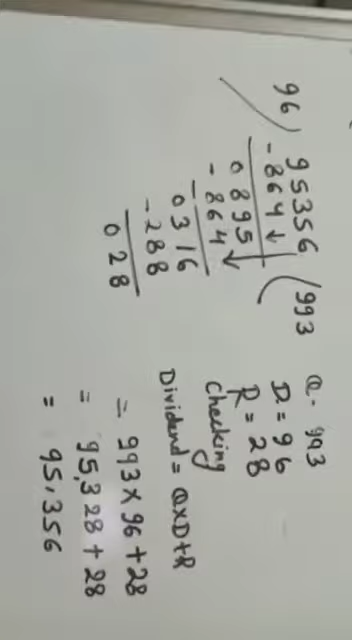 96 ) 95356 ( 993
- 864↓
0895↓
- 864
0316
- 288
028
Q - 993
D = 96
R = 28
Checking
Dividend = Q X D + R
= 993 X 96 + 28
= 95,328 + 28
= 95,356